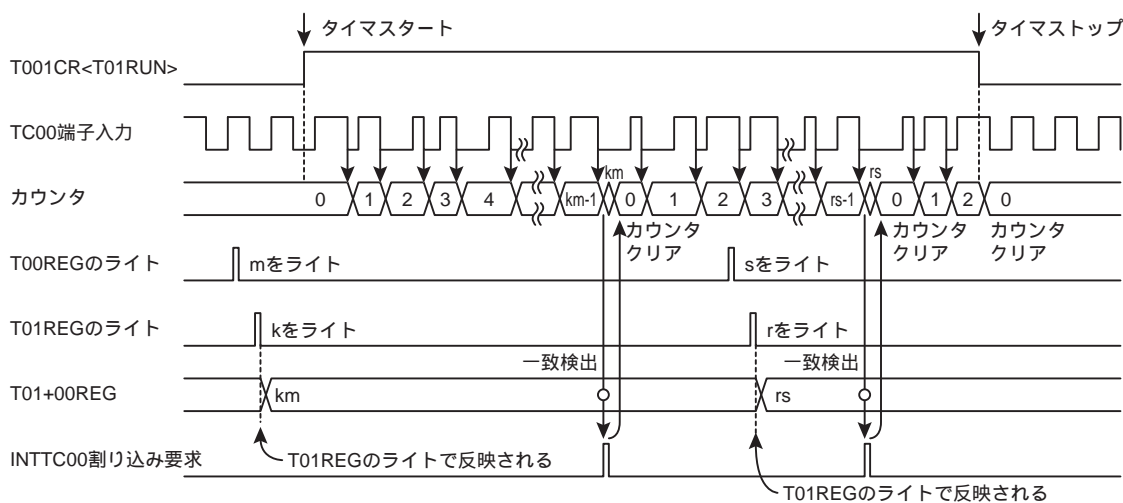 タイマスタート
タイマストップ
T001CR<T01RUN>
TC00端子入力
km
rs
カウンタ
0 1 2 3 4 km-1 0 1 2 3 rs-1 0 1 2 0
カウンタ
クリア
カウンタ
クリア
カウンタ
クリア
T00REGのライト
mをライト
sをライト
T01REGのライト
kをライト
rをライト
一致検出
一致検出
T01+00REG
km
rs
INTTC00割り込み要求
T01REGのライトで反映される
T01REGのライトで反映される